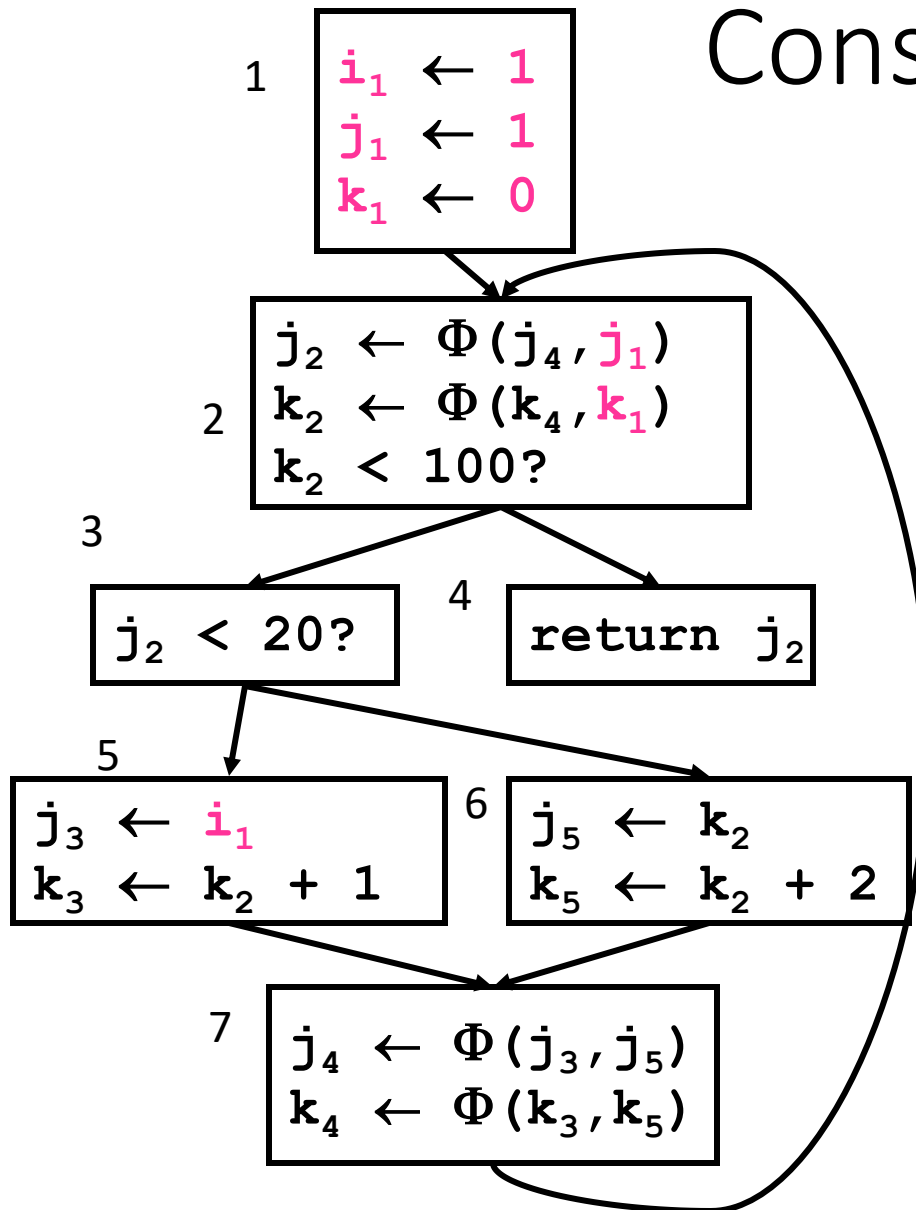 Cons
1
i₁ ← 1
j₁ ← 1
k₁ ← 0
2
j₂ ← Φ(j₄,j₁)
k₂ ← Φ(k₄,k₁)
k₂ < 100?
3
j₂ < 20?
4
return j₂
5
j₃ ← i₁
k₃ ← k₂ + 1
6
j₅ ← k₂
k₅ ← k₂ + 2
7
j₄ ← Φ(j₃,j₅)
k₄ ← Φ(k₃,k₅)